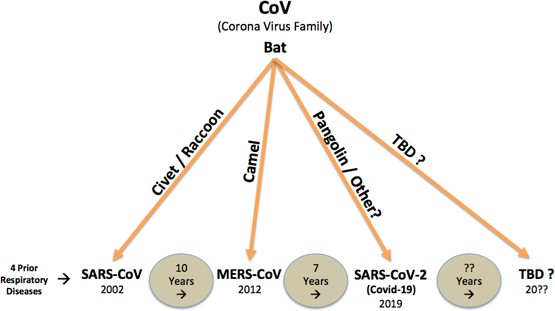 CoV
(Corona Virus Family)
Bat
Civet / Raccoon
Camel
Pangolin / Other?
TBD ?
4 Prior
Respiratory
Diseases
→
SARS-CoV
2002
10
Years
→
MERS-CoV
2012
7
Years
→
SARS-CoV-2
(Covid-19)
2019
??
Years
→
TBD ?
20??